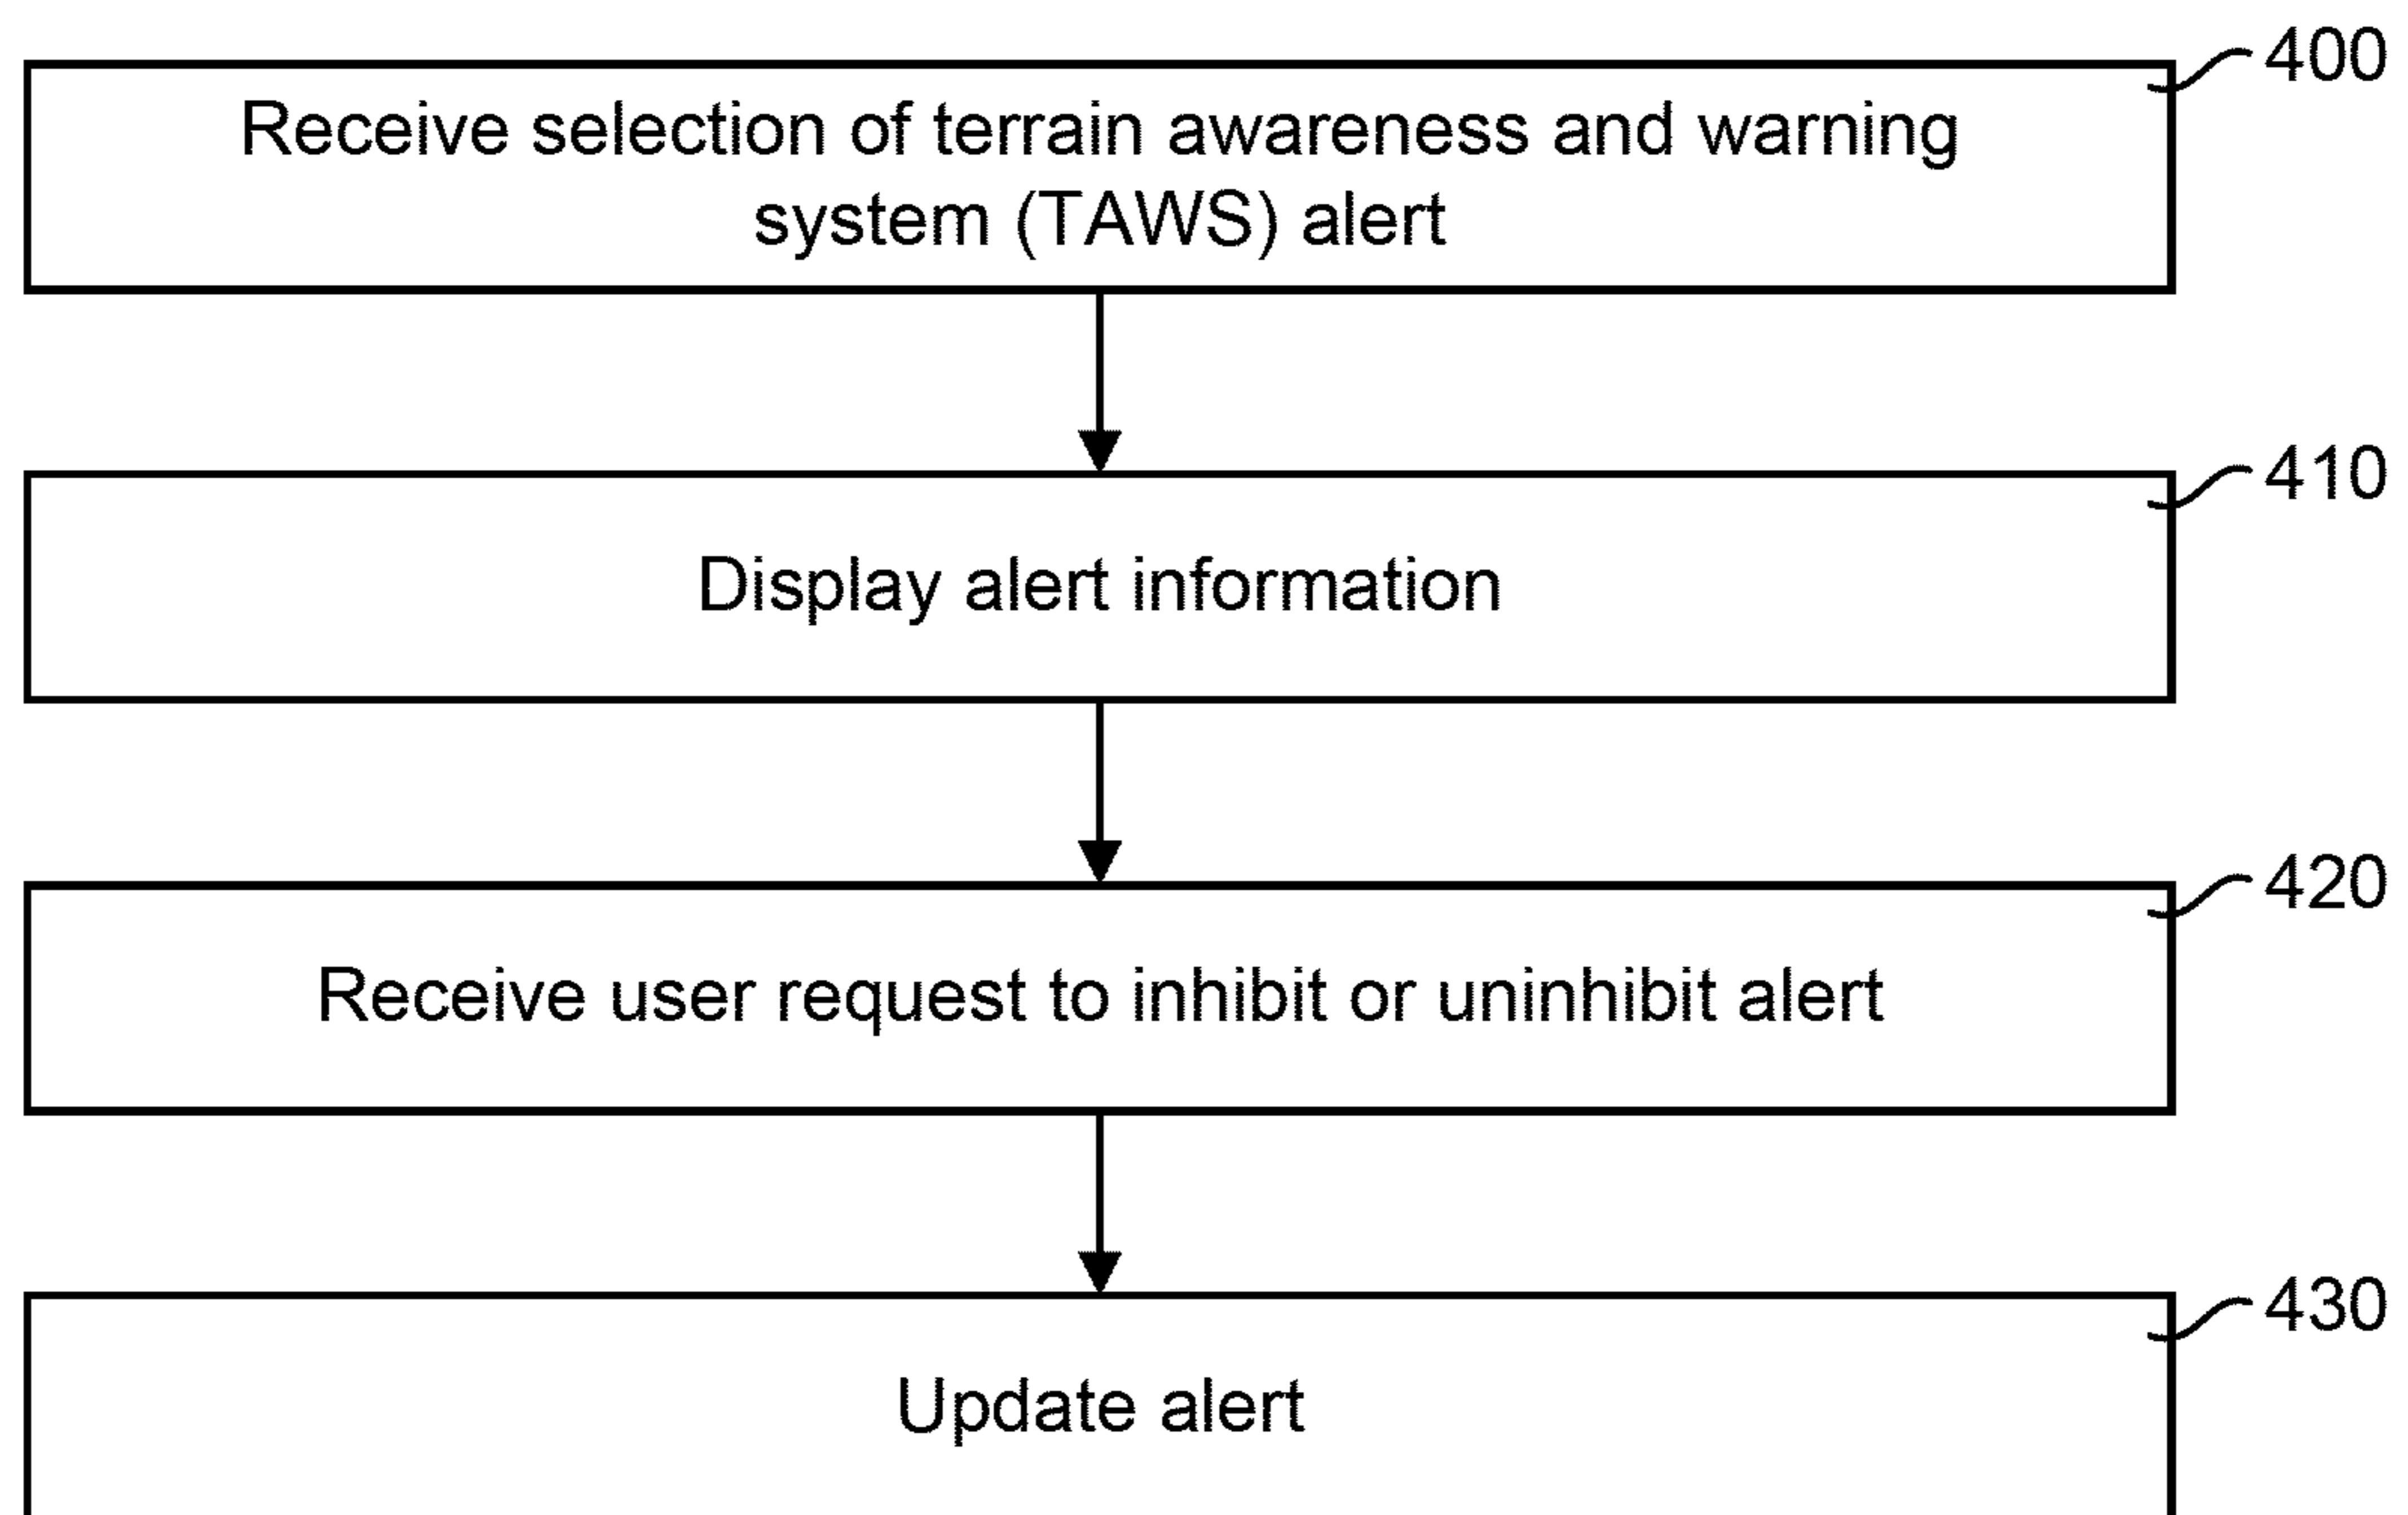 400
Receive selection of terrain awareness and warning
system (TAWS) alert
410
Display alert information
420
Receive user request to inhibit or uninhibit alert
430
Update alert